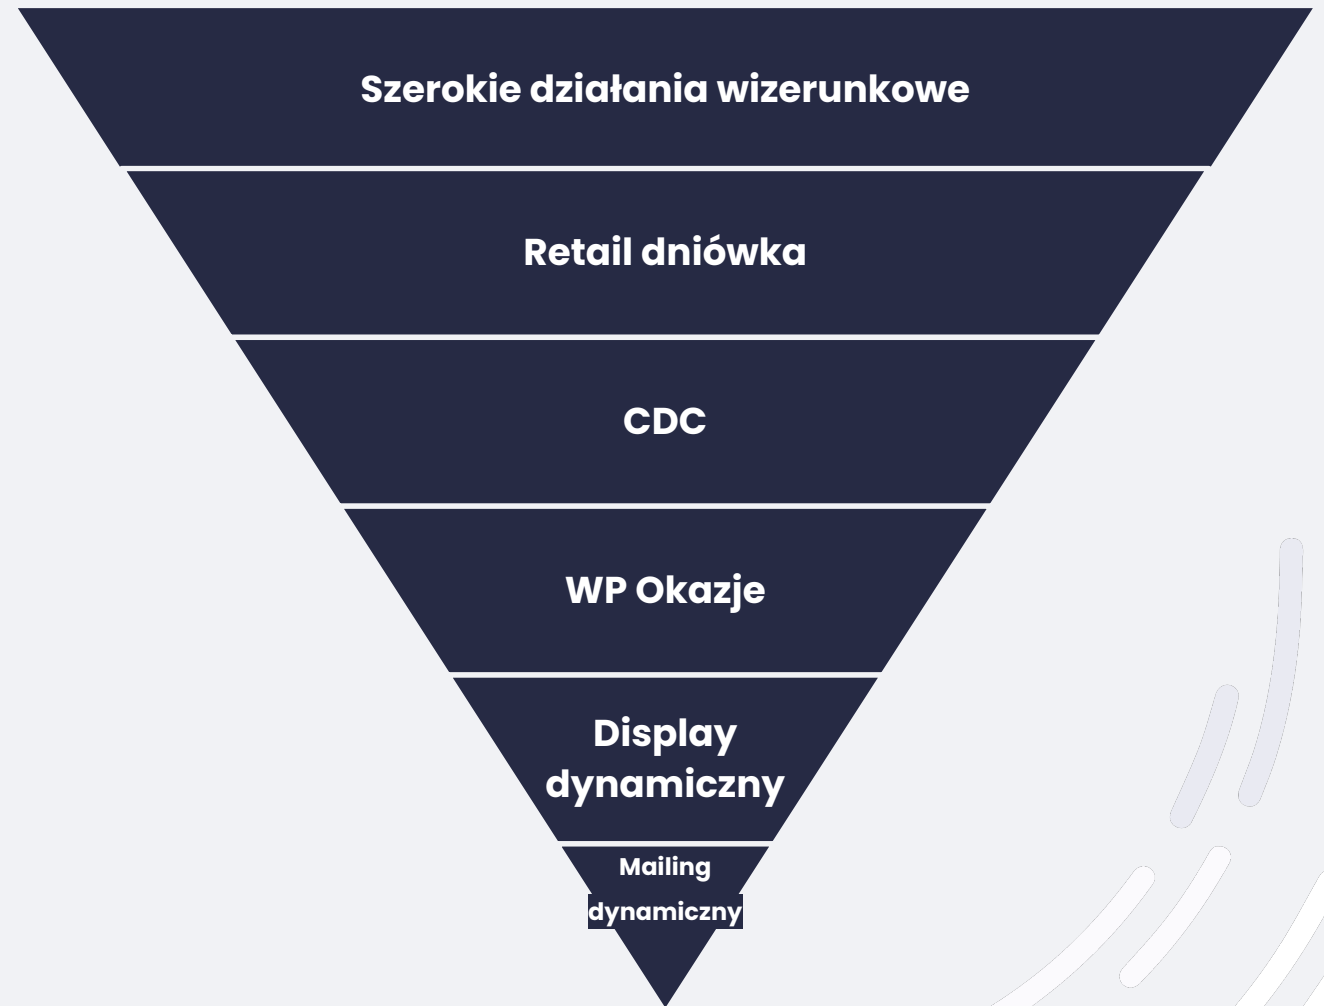 Szerokie działania wizerunkowe
Retail dniówka
CDC
WP Okazje
Display
dynamiczny
Mailing
dynamiczny